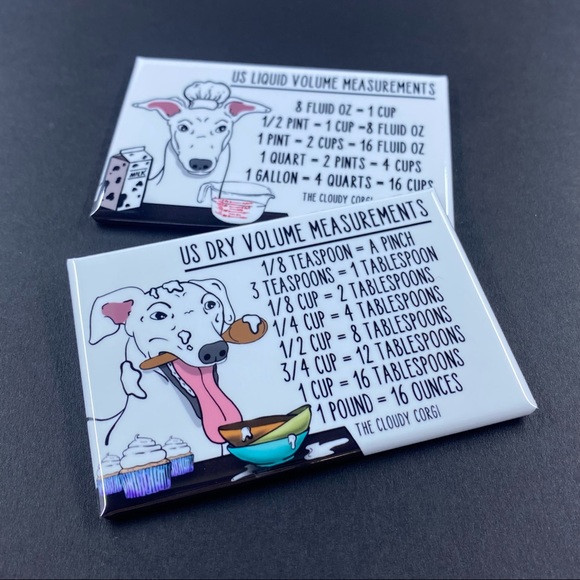 US LIQUID VOLUME MEASUREMENTS
8 FLUID OZ = 1 CUP
1/2 PINT = 1 CUP =8 FLUID OZ
1 PINT = 2 CUPS = 16 FLUID OZ
1 QUART = 2 PINTS = 4 CUPS
1 GALLON = 4 QUARTS = 16 CUPS
THE CLOUDY CORGI
MILK
US DRY VOLUME MEASUREMENTS
1/8 TEASPOON = A PINCH
3 TEASPOONS = 1 TABLESPOON
1/8 CUP = 2 TABLESPOONS
1/4 CUP = 4 TABLESPOONS
1/2 CUP = 8 TABLESPOONS
3/4 CUP = 12 TABLESPOONS
1 CUP = 16 TABLESPOONS
1 POUND = 16 OUNCES
THE CLOUDY CORGI